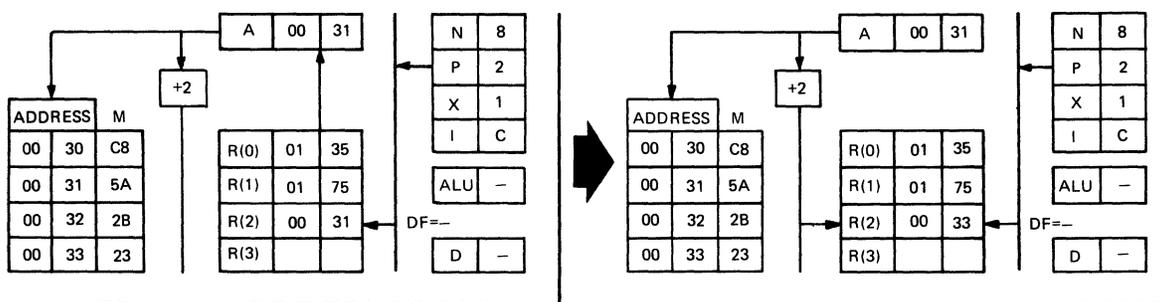 A 00 31
+2
ADDRESS M
00 30 C8
00 31 5A
00 32 2B
00 33 23
R(0) 01 35
R(1) 01 75
R(2) 00 31
R(3)
N 8
P 2
X 1
I C
ALU –
DF=–
D –
A 00 31
+2
ADDRESS M
00 30 C8
00 31 5A
00 32 2B
00 33 23
R(0) 01 35
R(1) 01 75
R(2) 00 33
R(3)
N 8
P 2
X 1
I C
ALU –
DF=–
D –